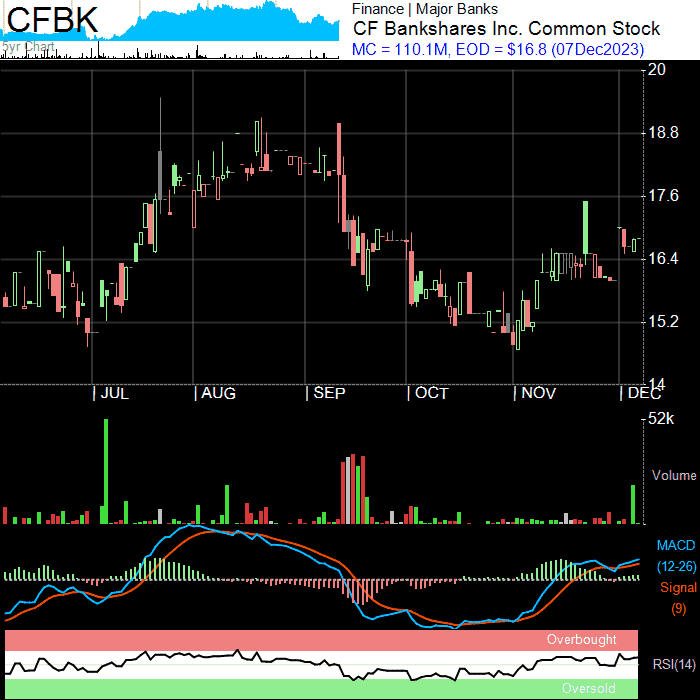 CFBK
5yr Chart
Finance | Major Banks
CF Bankshares Inc. Common Stock
MC = 110.1M, EOD = $16.8 (07Dec2023)
20
18.8
17.6
16.4
15.2
14
JUL AUG SEP OCT NOV DEC
52k
Volume
MACD
(12-26)
Signal
(9)
Overbought
RSI(14)
Oversold